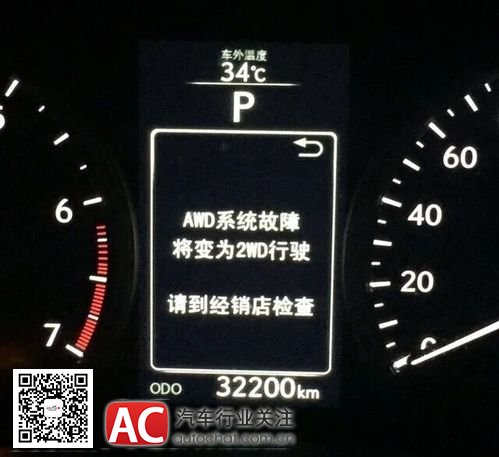 车外温度
34℃
P
AWD系统故障
将变为2WD行驶
请到经销店检查
ODO 32200km
6
7
60
40
20
0
AC 汽车行业关注
autochat.com.cn